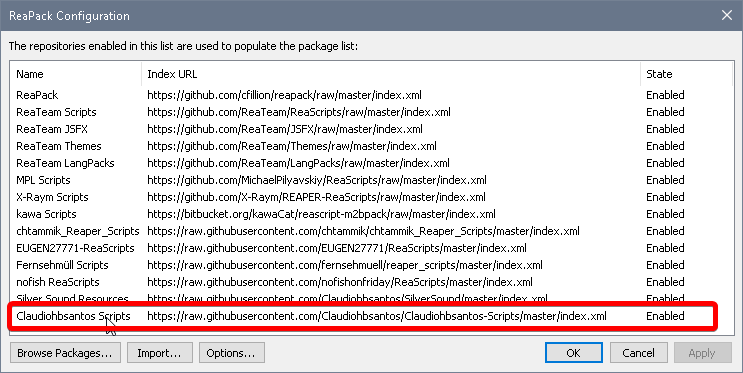 ReaPack Configuration
The repositories enabled in this list are used to populate the package list:
Name Index URL State
ReaPack https://github.com/cfillion/reapack/raw/master/index.xml Enabled
ReaTeam Scripts https://github.com/ReaTeam/ReaScripts/raw/master/index.xml Enabled
ReaTeam JSFX https://github.com/ReaTeam/JSFX/raw/master/index.xml Enabled
ReaTeam Themes https://github.com/ReaTeam/Themes/raw/master/index.xml Enabled
ReaTeam LangPacks https://github.com/ReaTeam/LangPacks/raw/master/index.xml Enabled
MPL Scripts https://github.com/MichaelPilyavskiy/ReaScripts/raw/master/index.xml Enabled
X-Raym Scripts https://github.com/X-Raym/REAPER-ReaScripts/raw/master/index.xml Enabled
kawa Scripts https://bitbucket.org/kawaCat/reascript-m2bpack/raw/master/index.xml Enabled
chtammik_Reaper_Scripts https://raw.githubusercontent.com/chtammik/chtammik_Reaper_Scripts/master/index.xml Enabled
EUGEN27771-ReaScripts https://raw.githubusercontent.com/EUGEN27771/ReaScripts/master/index.xml Enabled
Fernsehmüll Scripts https://raw.githubusercontent.com/fernsehmuell/reaper_scripts/master/index.xml Enabled
nofish ReaScripts https://raw.githubusercontent.com/nofishonfriday/ReaScripts/master/index.xml Enabled
Silver Sound Resources https://raw.githubusercontent.com/Claudiohbsantos/SilverSound/master/index.xml Enabled
Claudiohbsantos Scripts https://raw.githubusercontent.com/Claudiohbsantos/Claudiohbsantos-Scripts/master/index.xml Enabled
Browse Packages... Import... Options... OK Cancel Apply